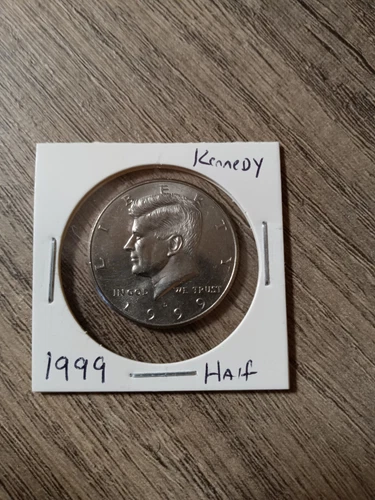 Kennedy
LIBERTY
IN GOD WE TRUST
1999
1999 Half